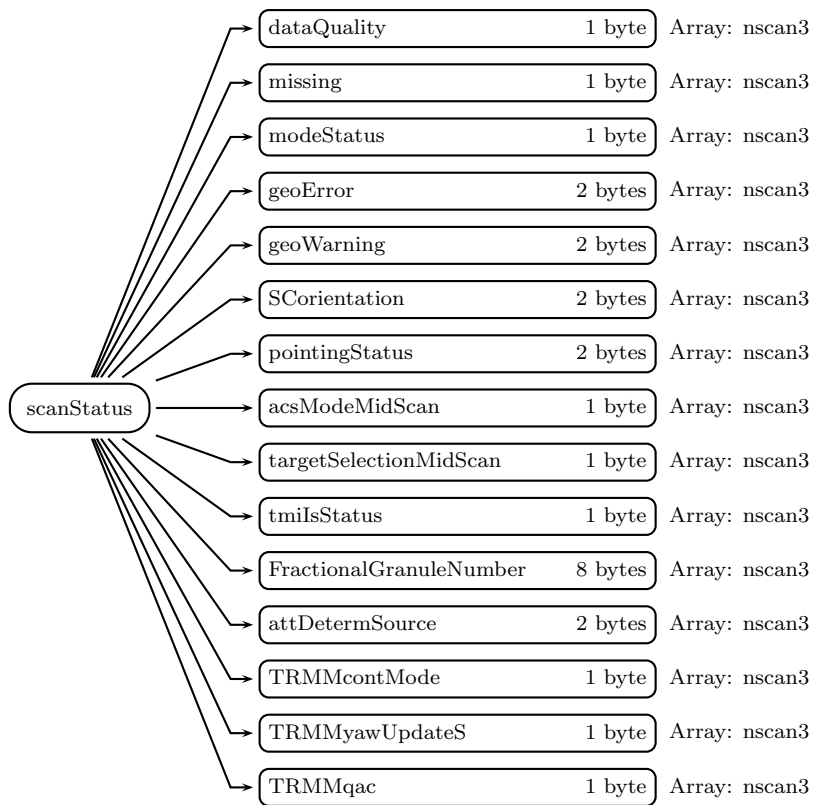 dataQuality 1 byte Array: nscan3
missing 1 byte Array: nscan3
modeStatus 1 byte Array: nscan3
geoError 2 bytes Array: nscan3
geoWarning 2 bytes Array: nscan3
SCorientation 2 bytes Array: nscan3
pointingStatus 2 bytes Array: nscan3
scanStatus acsModeMidScan 1 byte Array: nscan3
targetSelectionMidScan 1 byte Array: nscan3
tmiIsStatus 1 byte Array: nscan3
FractionalGranuleNumber 8 bytes Array: nscan3
attDetermSource 2 bytes Array: nscan3
TRMMcontMode 1 byte Array: nscan3
TRMMyawUpdateS 1 byte Array: nscan3
TRMMqac 1 byte Array: nscan3